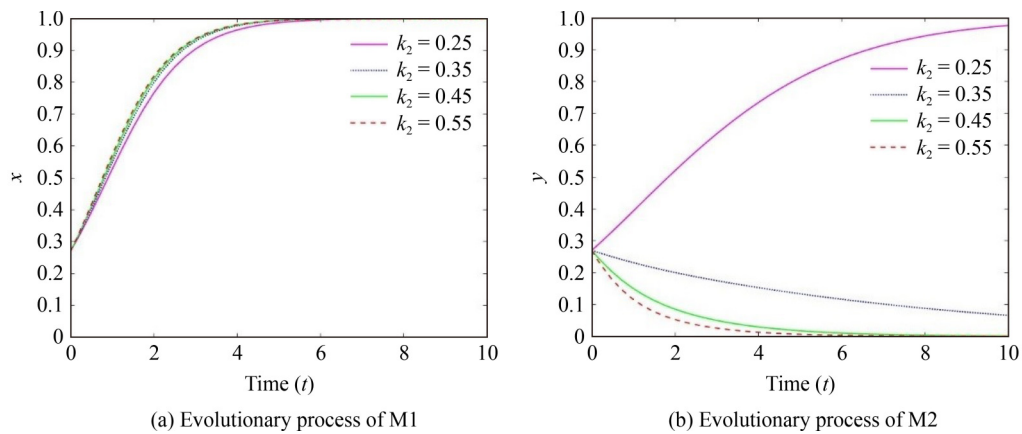 1.0
0.9
0.8
0.7
0.6
0.5
0.4
0.3
0.2
0.1
0
x
k2 = 0.25
k2 = 0.35
k2 = 0.45
k2 = 0.55
0 2 4 6 8 10
Time (t)
(a) Evolutionary process of M1
1.0
0.9
0.8
0.7
0.6
0.5
0.4
0.3
0.2
0.1
0
y
k2 = 0.25
k2 = 0.35
k2 = 0.45
k2 = 0.55
0 2 4 6 8 10
Time (t)
(b) Evolutionary process of M2